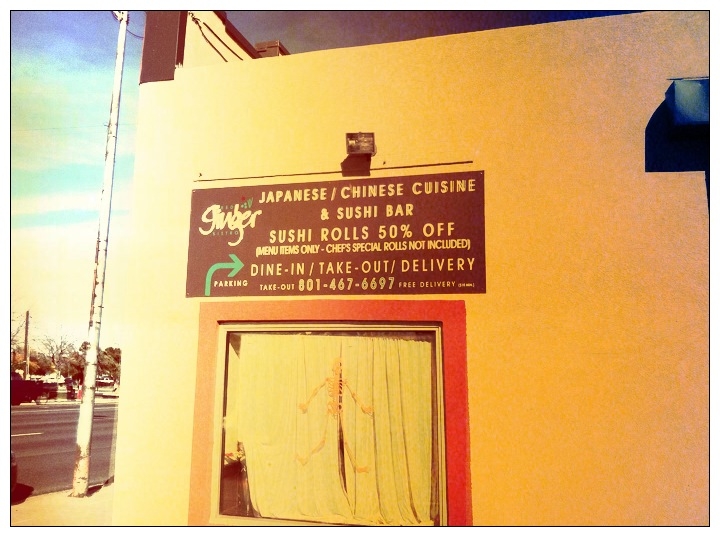 Ginger
BISTRO
JAPANESE / CHINESE CUISINE
& SUSHI BAR
SUSHI ROLLS 50% OFF
(MENU ITEMS ONLY - CHEF'S SPECIAL ROLLS NOT INCLUDED)
DINE-IN / TAKE-OUT / DELIVERY
PARKING
TAKE-OUT 801-467-6697 FREE DELIVERY